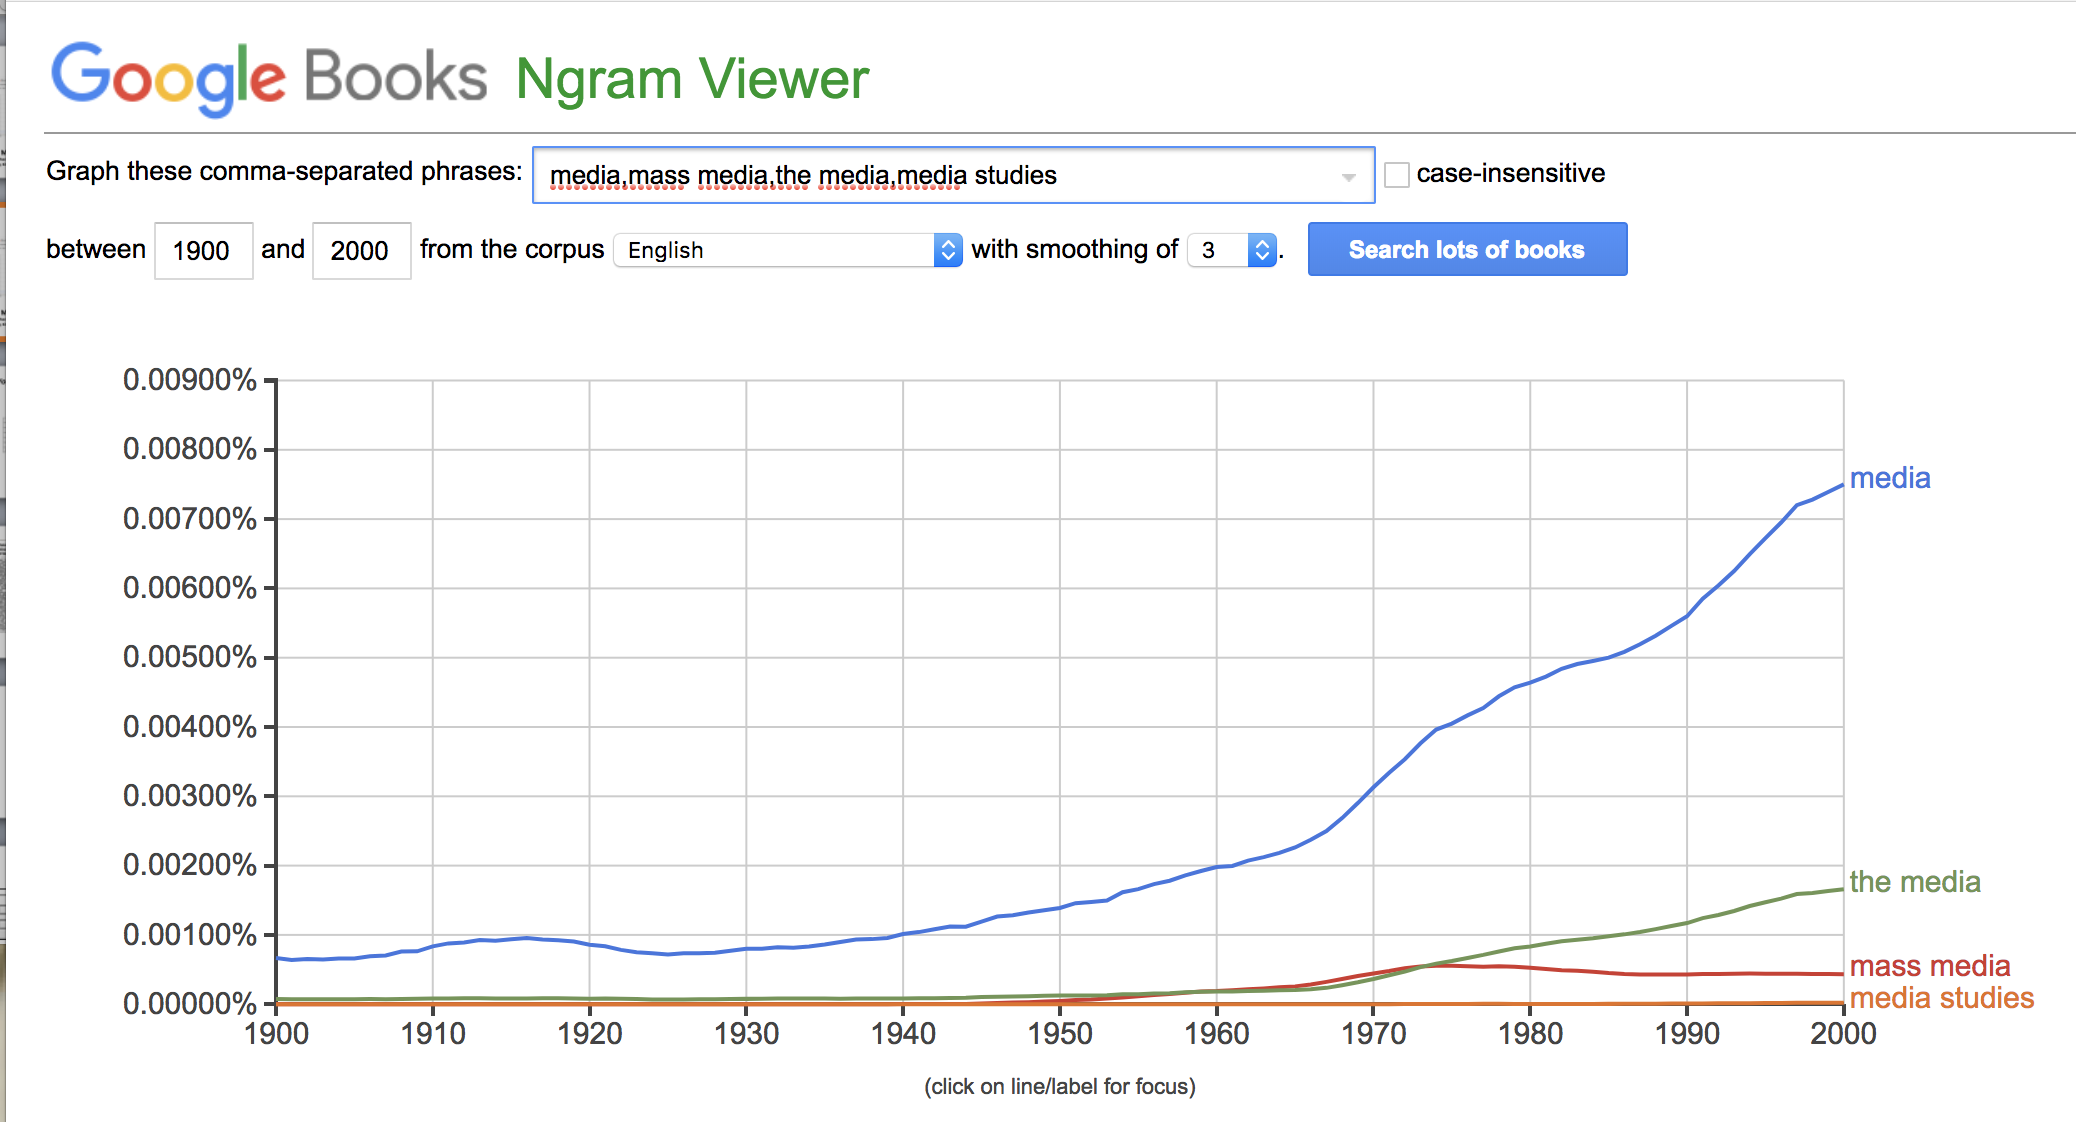 Google Books Ngram Viewer
Graph these comma-separated phrases: media,mass media,the media,media studies case-insensitive
between 1900 and 2000 from the corpus English with smoothing of 3 . Search lots of books
0.00900%
0.00800%
media
0.00700%
0.00600%
0.00500%
0.00400%
0.00300%
0.00200%
the media
0.00100%
mass media
media studies
0.00000%
1900 1910 1920 1930 1940 1950 1960 1970 1980 1990 2000
(click on line/label for focus)